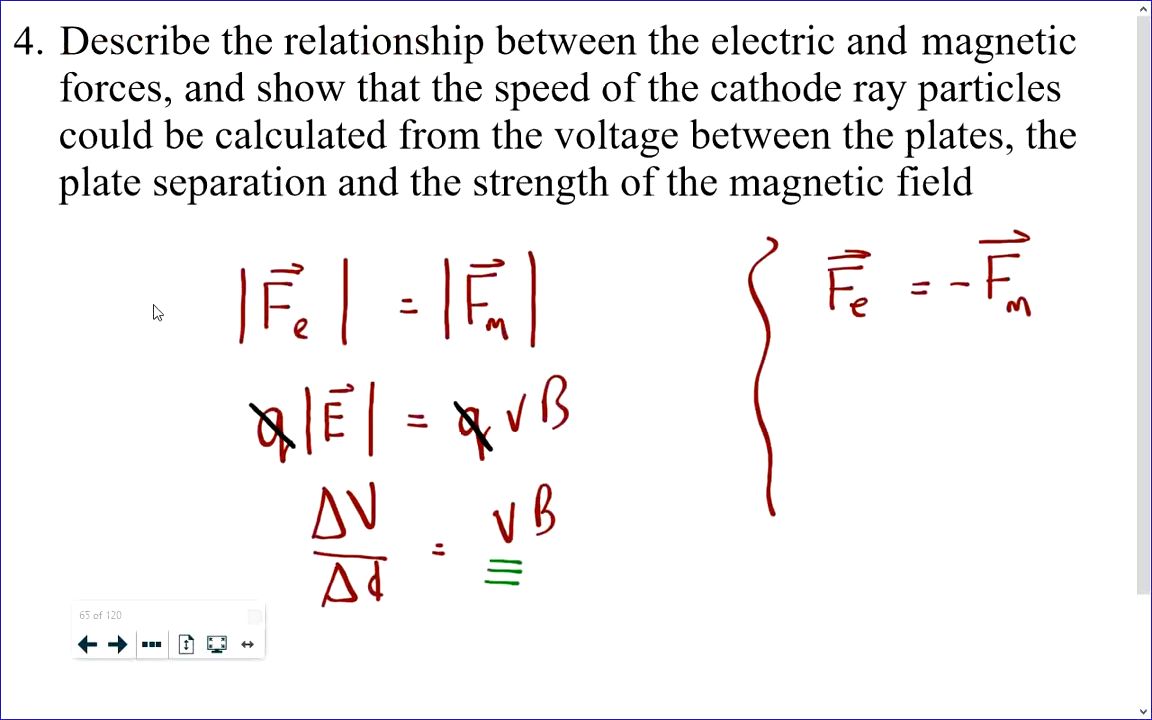 4. Describe the relationship between the electric and magnetic
forces, and show that the speed of the cathode ray particles
could be calculated from the voltage between the plates, the
plate separation and the strength of the magnetic field
|F⃗e| = |F⃗m|
q|E⃗| = qvB
ΔV/Δd = vB
F⃗e = -F⃗m
65 of 120